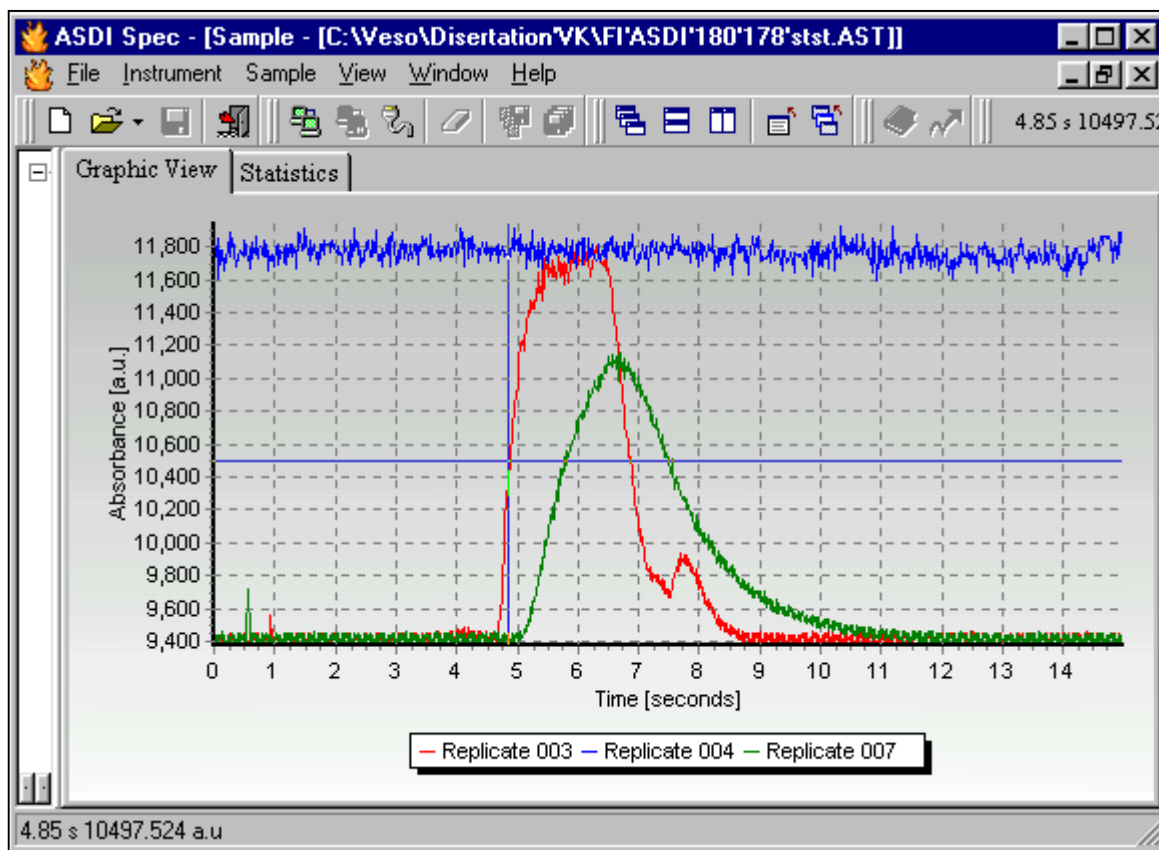 ASDI Spec - [Sample - [C:\Veso\Disertation'VK\FI'ASDI'180'178'stst.AST]]
File Instrument Sample View Window Help
4.85 s 10497.52
Graphic View Statistics
Absorbance [a.u.]
11,800
11,600
11,400
11,200
11,000
10,800
10,600
10,400
10,200
10,000
9,800
9,600
9,400
0 1 2 3 4 5 6 7 8 9 10 11 12 13 14
Time [seconds]
Replicate 003 Replicate 004 Replicate 007
4.85 s 10497.524 a.u